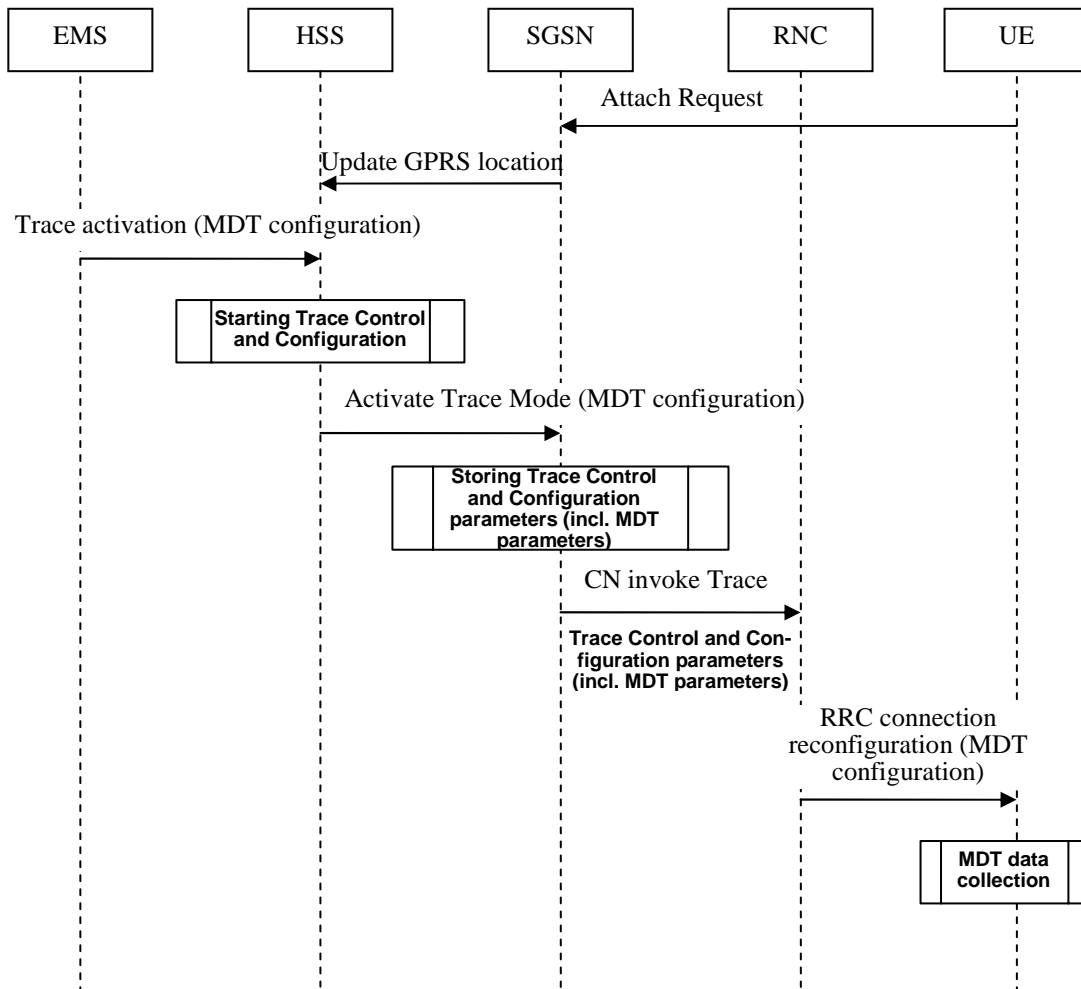 EMS
HSS
SGSN
RNC
UE
Attach Request
Update GPRS location
Trace activation (MDT configuration)
Starting Trace Control
and Configuration
Activate Trace Mode (MDT configuration)
Storing Trace Control
and Configuration
parameters (incl. MDT
parameters)
CN invoke Trace
Trace Control and Con-
figuration parameters
(incl. MDT parameters)
RRC connection
reconfiguration (MDT
configuration)
MDT data
collection